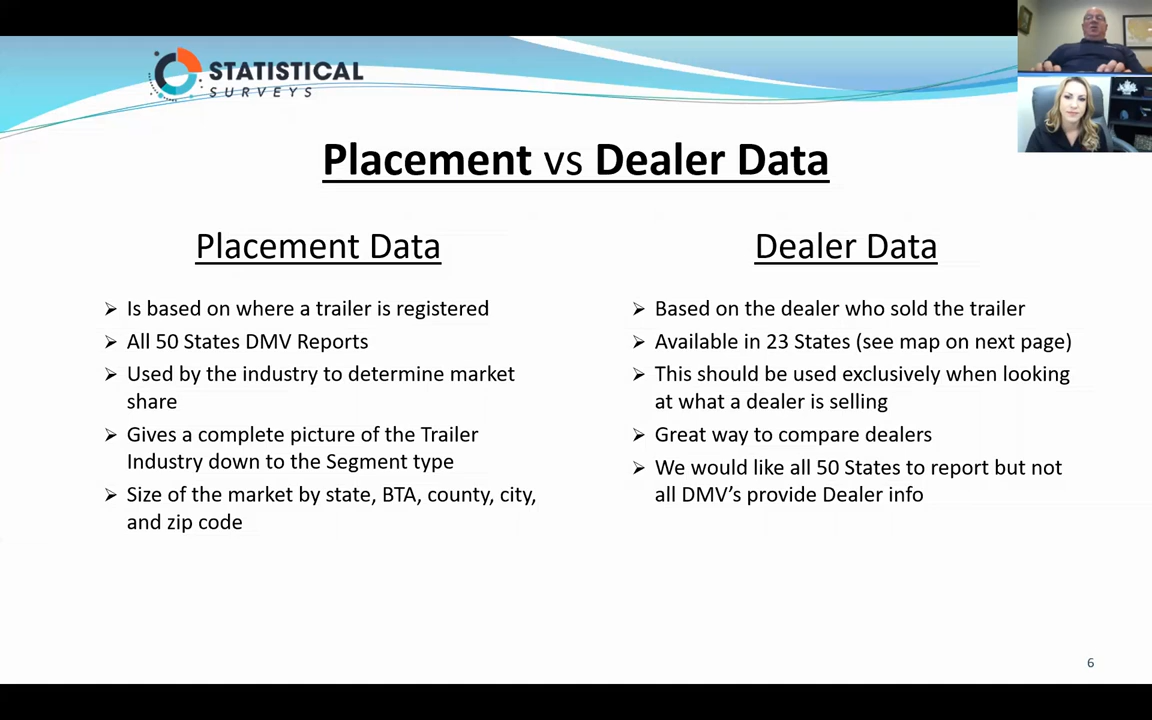 STATISTICAL
SURVEYS
Placement vs Dealer Data
Placement Data
➢ Is based on where a trailer is registered
➢ All 50 States DMV Reports
➢ Used by the industry to determine market
share
➢ Gives a complete picture of the Trailer
Industry down to the Segment type
➢ Size of the market by state, BTA, county, city,
and zip code
Dealer Data
➢ Based on the dealer who sold the trailer
➢ Available in 23 States (see map on next page)
➢ This should be used exclusively when looking
at what a dealer is selling
➢ Great way to compare dealers
➢ We would like all 50 States to report but not
all DMV’s provide Dealer info
6